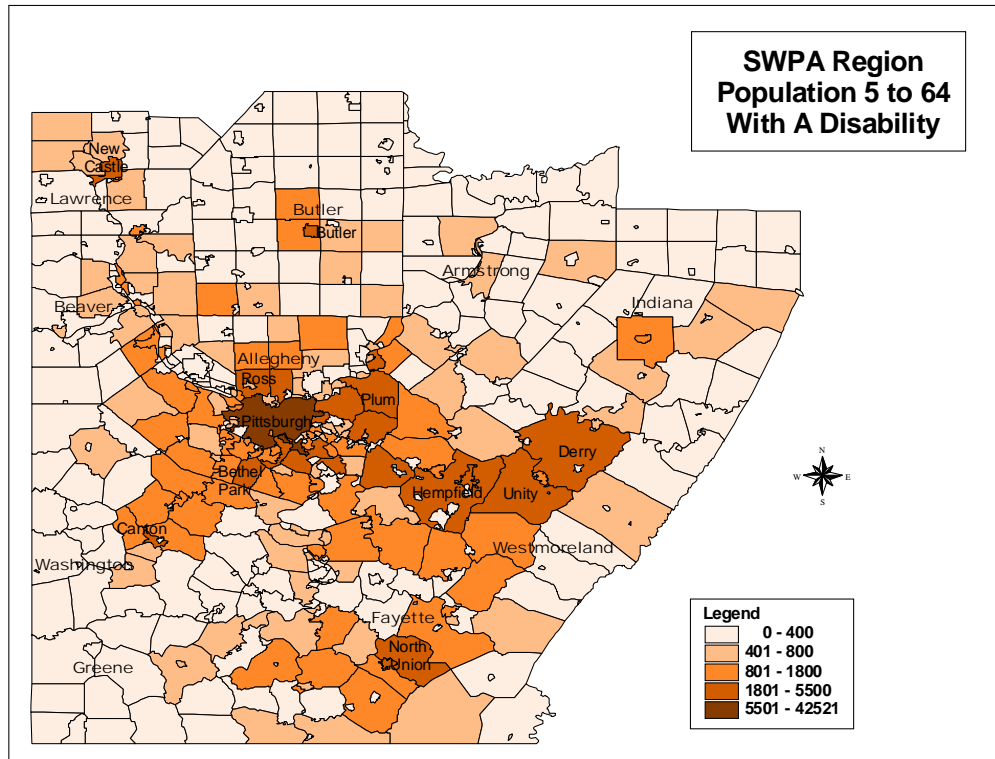 SWPA Region
Population 5 to 64
With A Disability
New
Castle
Lawrence
Butler
Butler
Armstrong
Beaver
Indiana
Allegheny
Ross
Plum
Pittsburgh
Derry
Bethel
Park
Hempfield
Unity
N
W
E
S
Canton
Westmoreland
Washington
Fayette
North
Union
Greene
Legend
0 - 400
401 - 800
801 - 1800
1801 - 5500
5501 - 42521